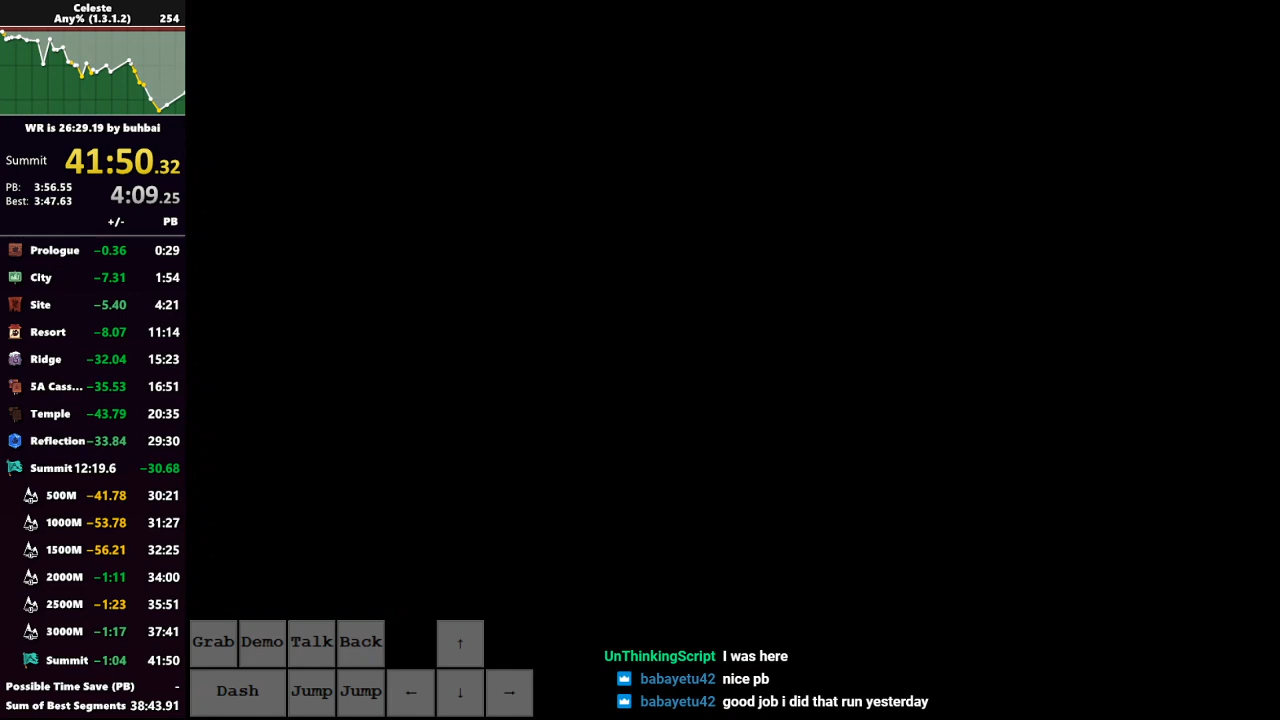 Celeste
Any% (1.3.1.2) 254
WR is 26:29.19 by buhbai
Summit 41:50.32
PB: 3:56.55
Best: 3:47.63
4:09.25
+/- PB
Prologue −0.36 0:29
City −7.31 1:54
Site −5.40 4:21
Resort −8.07 11:14
Ridge −32.04 15:23
5A Cass... −35.53 16:51
Temple −43.79 20:35
Reflection −33.84 29:30
Summit 12:19.6 −30.68
500M −41.78 30:21
1000M −53.78 31:27
1500M −56.21 32:25
2000M −1:11 34:00
2500M −1:23 35:51
3000M −1:17 37:41
Summit −1:04 41:50
Possible Time Save (PB) -
Sum of Best Segments 38:43.91
Grab Demo Talk Back ↑
Dash Jump Jump ← ↓ →
UnThinkingScript I was here
babayetu42 nice pb
babayetu42 good job i did that run yesterday